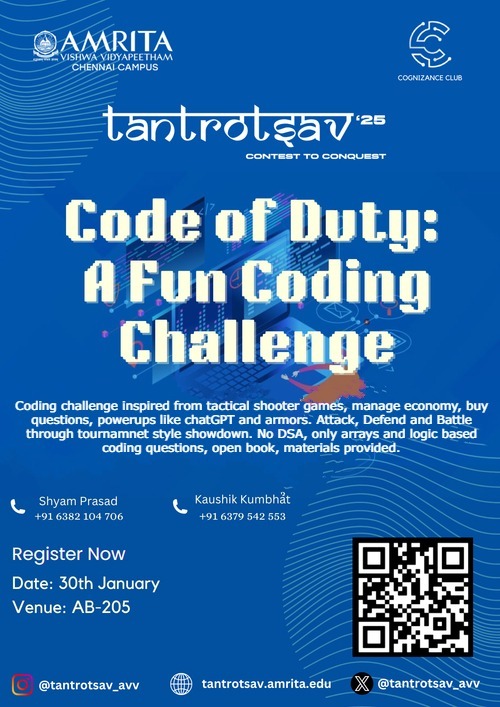 AMRITA
VISHWA VIDYAPEETHAM
CHENNAI CAMPUS
COGNIZANCE CLUB
tantrotsav '25
CONTEST TO CONQUEST
Code of Duty:
A Fun Coding
Challenge
Coding challenge inspired from tactical shooter games, manage economy, buy
questions, powerups like chatGPT and armors. Attack, Defend and Battle
through tournamnet style showdown. No DSA, only arrays and logic based
coding questions, open book, materials provided.
Shyam Prasad
+91 6382 104 706
Kaushik Kumbhat
+91 6379 542 553
Register Now
Date: 30th January
Venue: AB-205
@tantrotsav_avv
tantrotsav.amrita.edu
@tantrotsav_avv